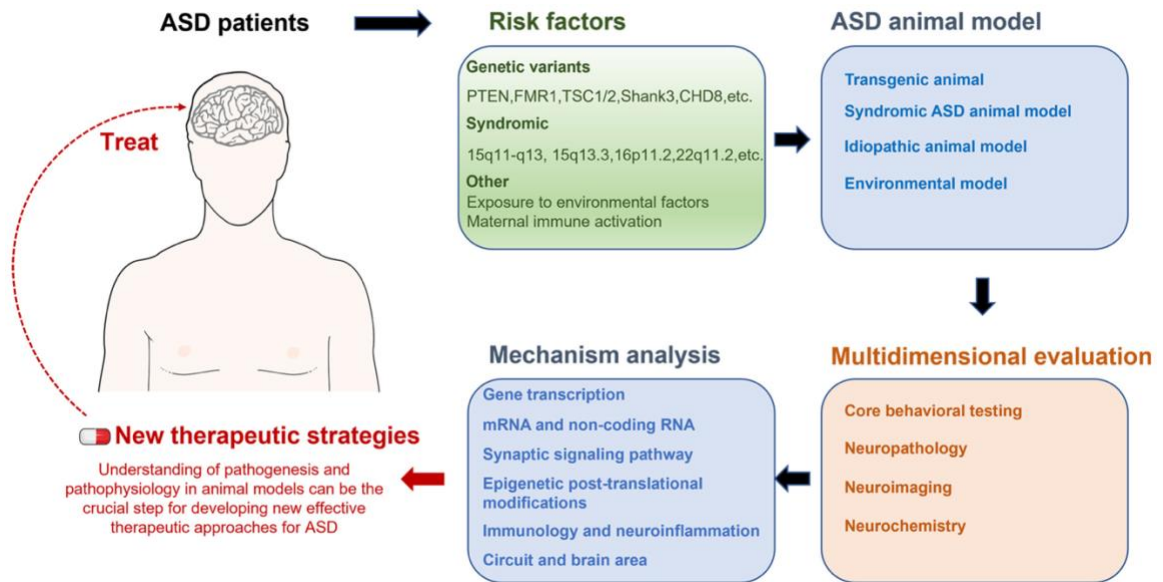 ASD patients
Risk factors
ASD animal model
Genetic variants
PTEN,FMR1,TSC1/2,Shank3,CHD8,etc.
Syndromic
15q11-q13, 15q13.3,16p11.2,22q11.2,etc.
Other
Exposure to environmental factors
Maternal immune activation
Transgenic animal
Syndromic ASD animal model
Idiopathic animal model
Environmental model
Treat
Multidimensional evaluation
Core behavioral testing
Neuropathology
Neuroimaging
Neurochemistry
Mechanism analysis
Gene transcription
mRNA and non-coding RNA
Synaptic signaling pathway
Epigenetic post-translational
modifications
Immunology and neuroinflammation
Circuit and brain area
New therapeutic strategies
Understanding of pathogenesis and
pathophysiology in animal models can be the
crucial step for developing new effective
therapeutic approaches for ASD